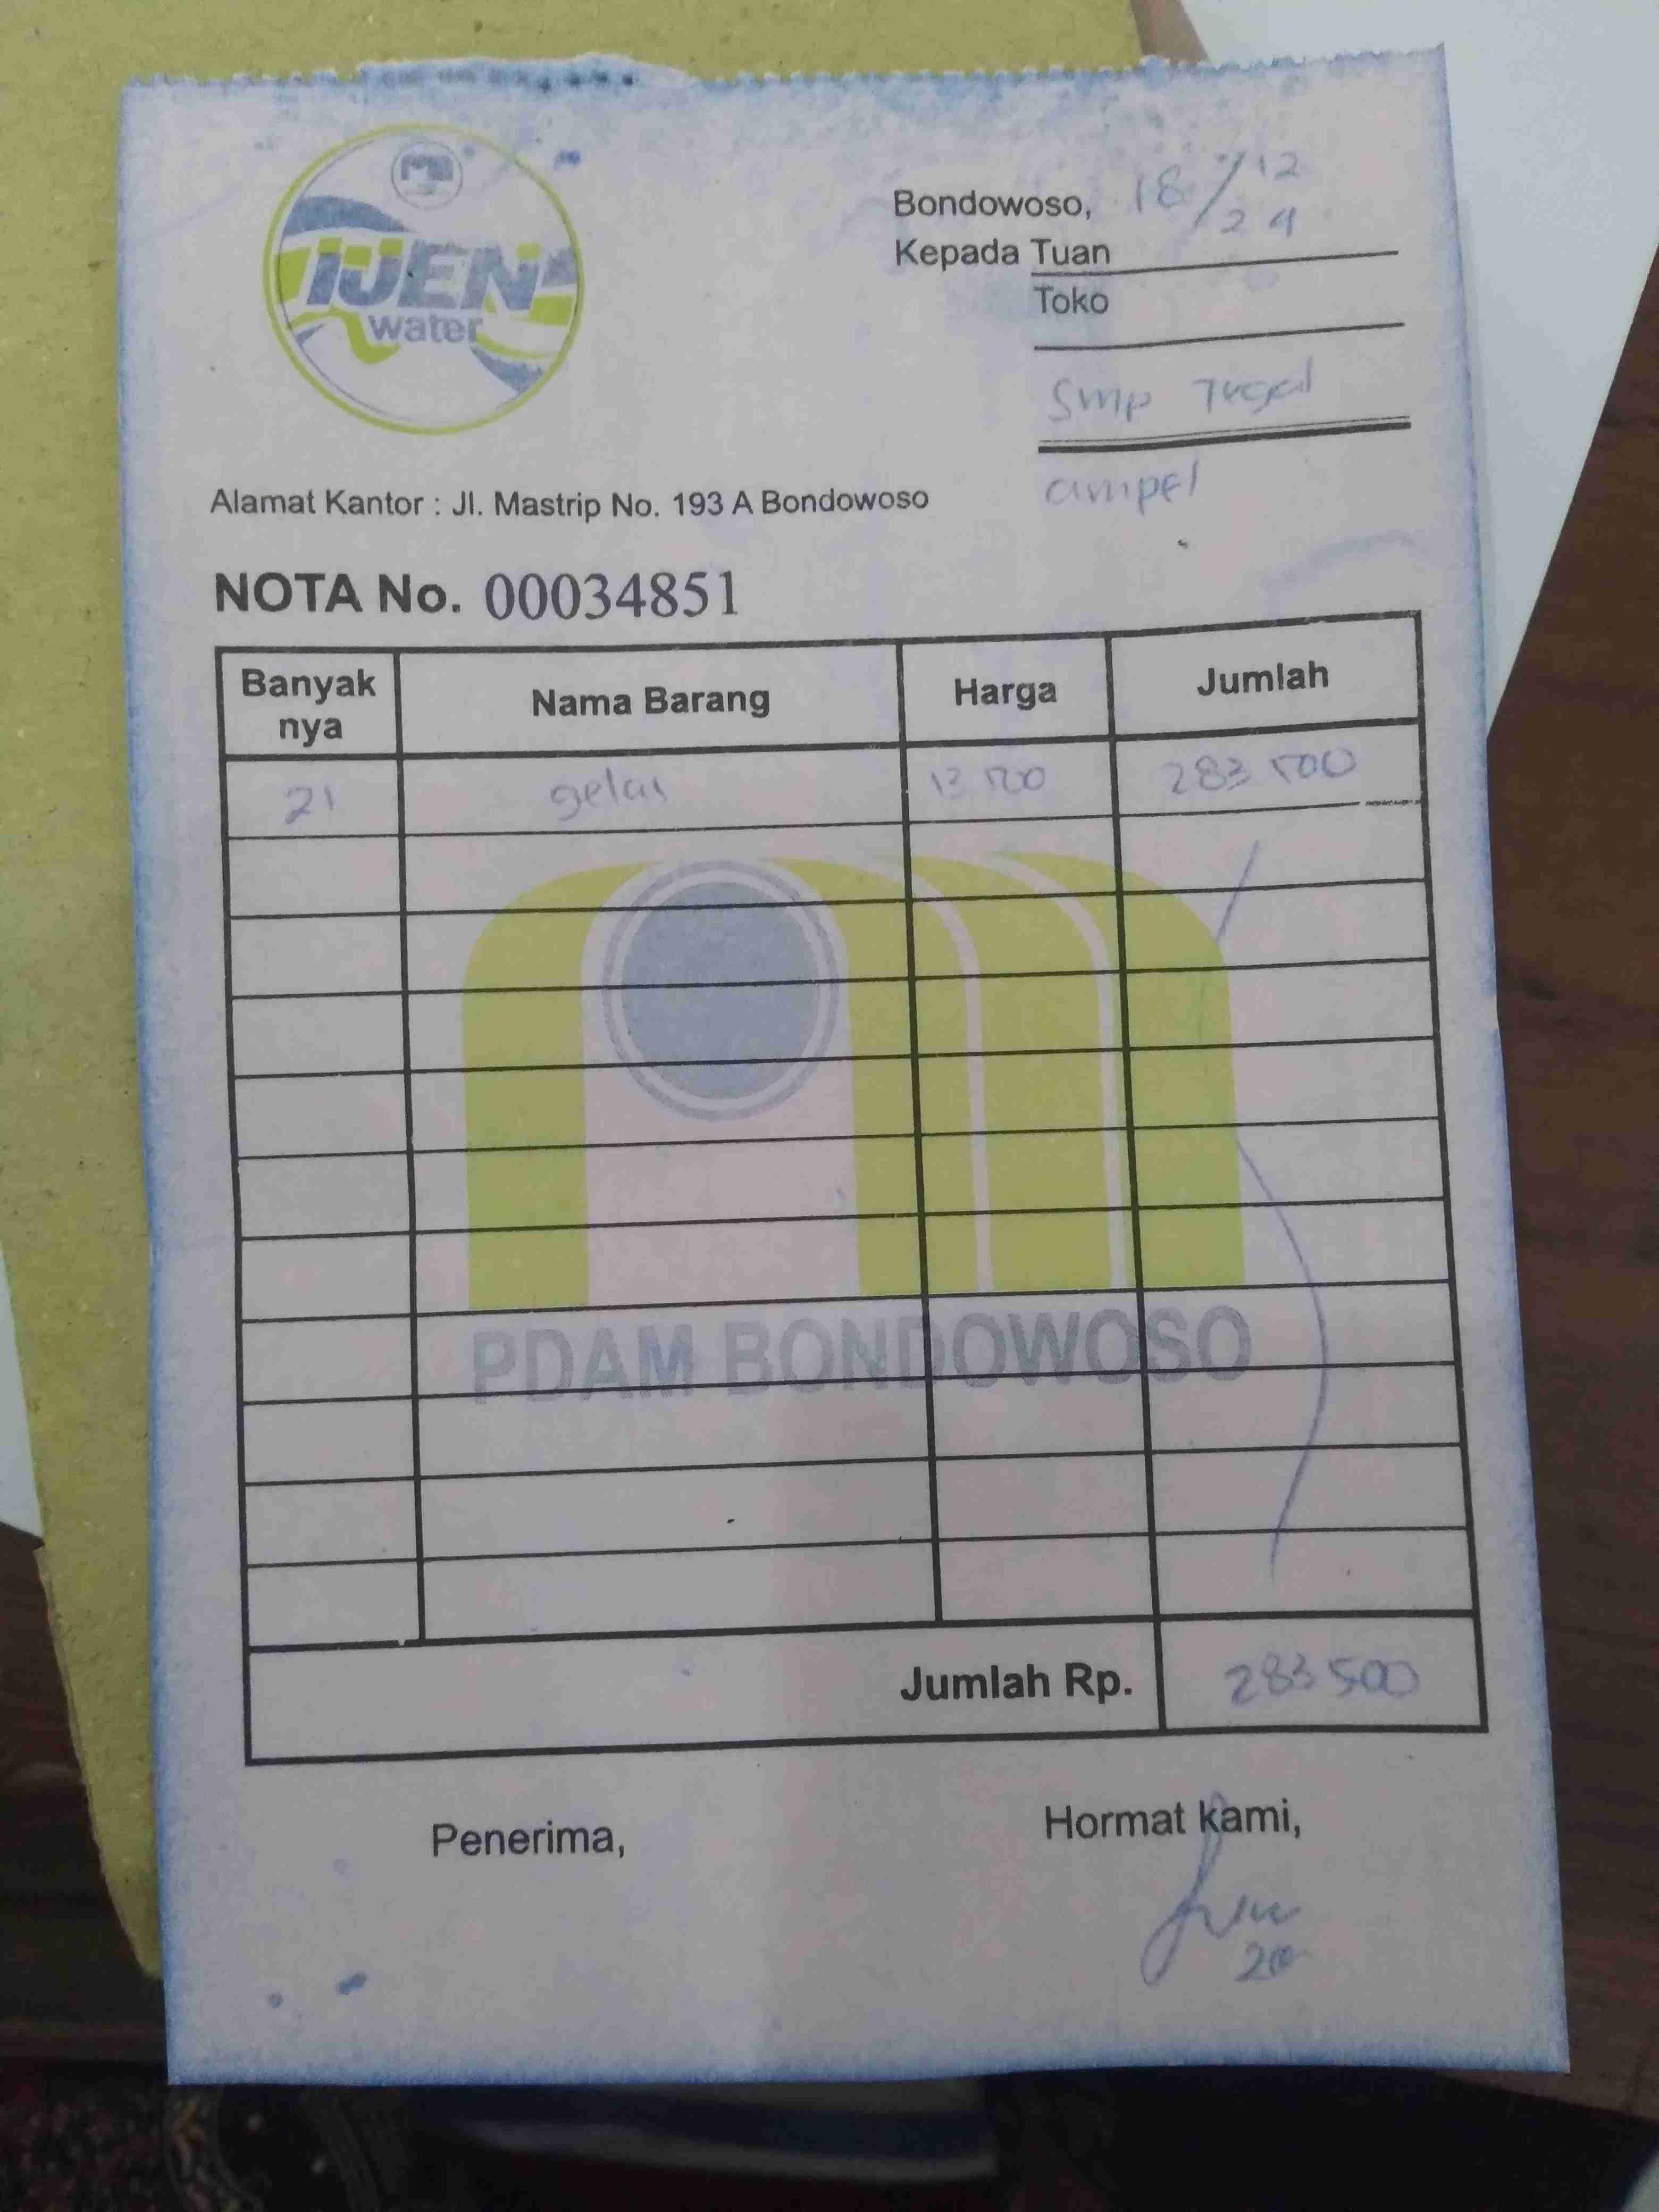 IJEN
water
Bondowoso, 18/12
24
Kepada Tuan
Toko
Smp Tegal
ampel
Alamat Kantor : Jl. Mastrip No. 193 A Bondowoso
NOTA No. 00034851
Banyak nya Nama Barang Harga Jumlah
21 gelas 13 500 283 500
PDAM BONDOWOSO
Jumlah Rp. 283 500
Penerima, Hormat kami,